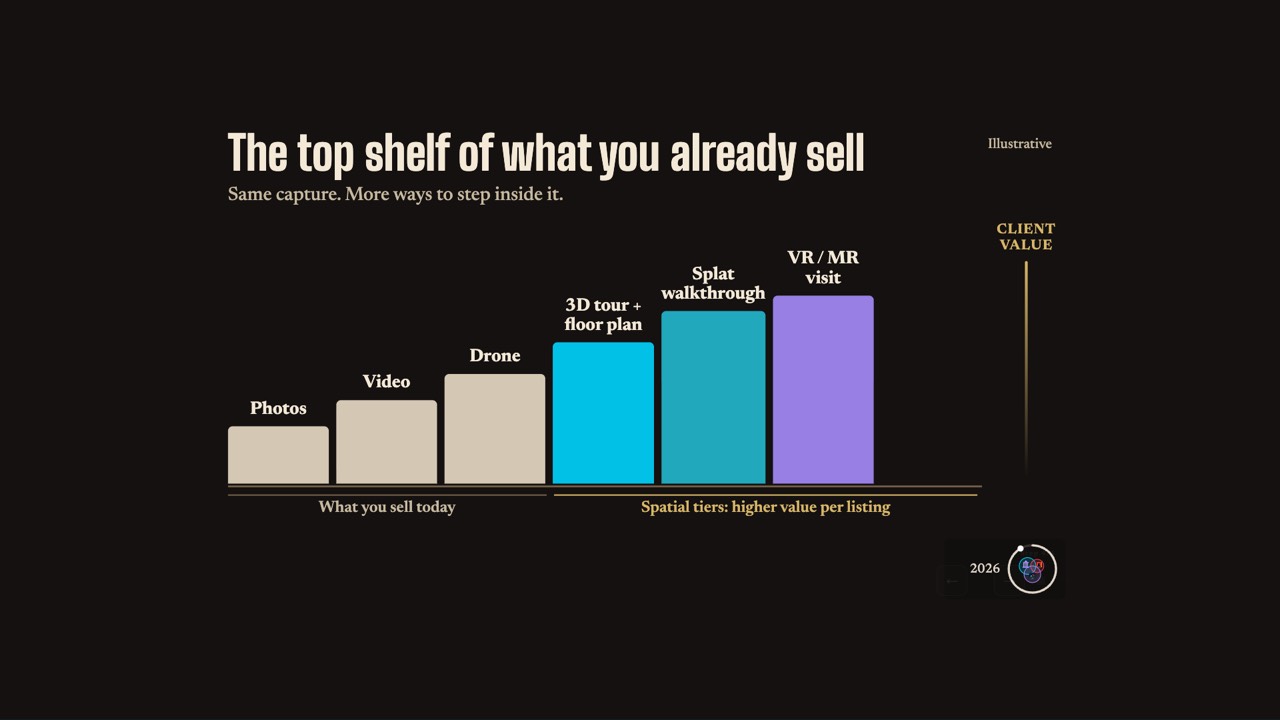 The top shelf of what you already sell
Illustrative
Same capture. More ways to step inside it.
CLIENT
VALUE
VR / MR
visit
Splat
walkthrough
3D tour +
floor plan
Drone
Video
Photos
What you sell today
Spatial tiers: higher value per listing
2026